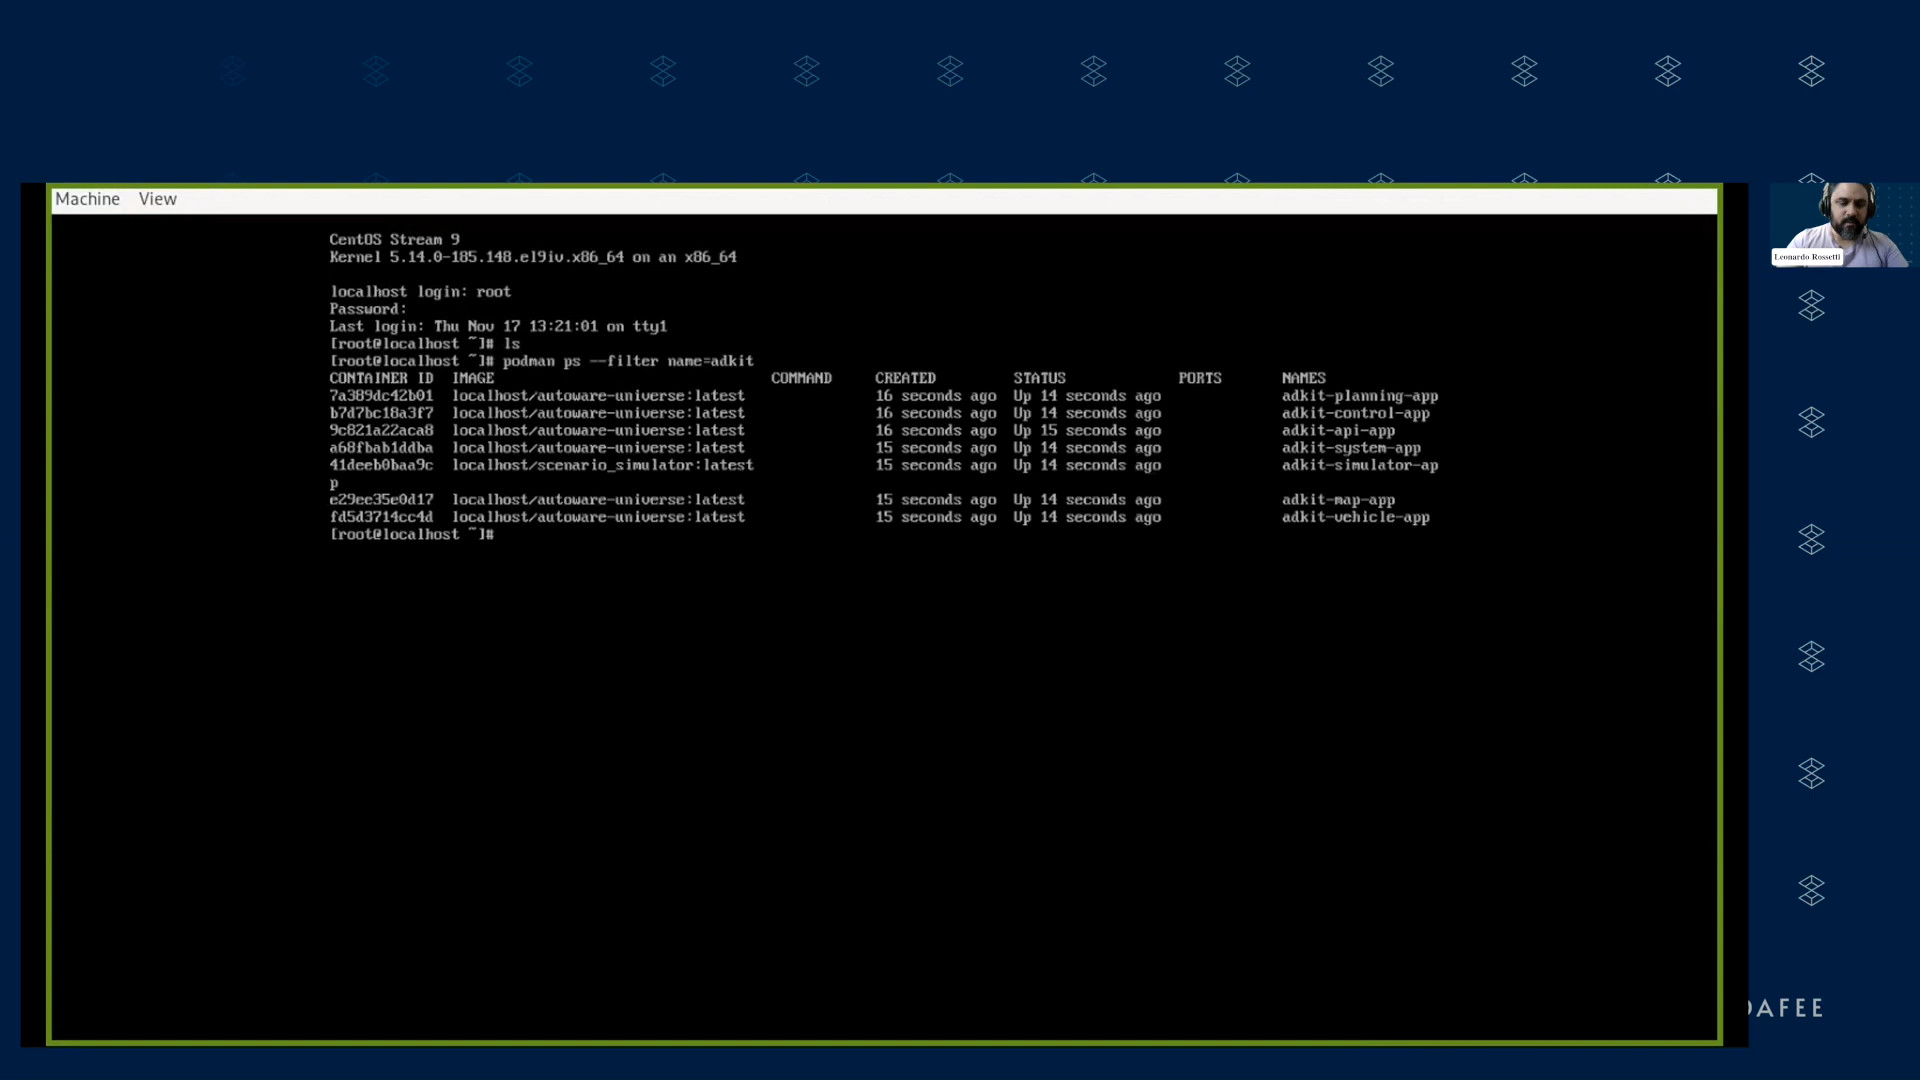 Machine View
CentOS Stream 9
Kernel 5.14.0-185.148.el9iv.x86_64 on an x86_64
localhost login: root
Password:
Last login: Thu Nov 17 13:21:01 on tty1
[root@localhost ~]# ls
[root@localhost ~]# podman ps --filter name=adkit
CONTAINER ID IMAGE COMMAND CREATED STATUS PORTS NAMES
7a389dc42b01 localhost/autoware-universe:latest 16 seconds ago Up 14 seconds ago adkit-planning-app
b7d7bc18a3f7 localhost/autoware-universe:latest 16 seconds ago Up 14 seconds ago adkit-control-app
9c821a22aca8 localhost/autoware-universe:latest 16 seconds ago Up 15 seconds ago adkit-api-app
a68fbab1ddba localhost/autoware-universe:latest 15 seconds ago Up 14 seconds ago adkit-system-app
41deeb0baa9c localhost/scenario_simulator:latest 15 seconds ago Up 14 seconds ago adkit-simulator-ap
p
e29ee35e0d17 localhost/autoware-universe:latest 15 seconds ago Up 14 seconds ago adkit-map-app
fd5d3714cc4d localhost/autoware-universe:latest 15 seconds ago Up 14 seconds ago adkit-vehicle-app
[root@localhost ~]#
Leonardo Rossetti
OAFEE